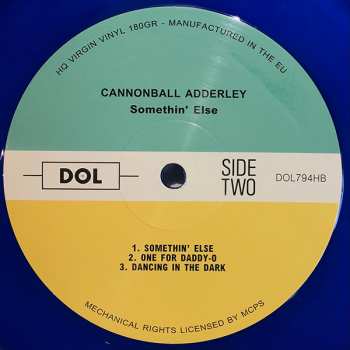 HQ VIRGIN VINYL 180GR - MANUFACTURED IN THE EU
CANNONBALL ADDERLEY
Somethin' Else
DOL
SIDE
TWO
DOL794HB
1. SOMETHIN' ELSE
2. ONE FOR DADDY-O
3. DANCING IN THE DARK
MECHANICAL RIGHTS LICENSED BY MCPS